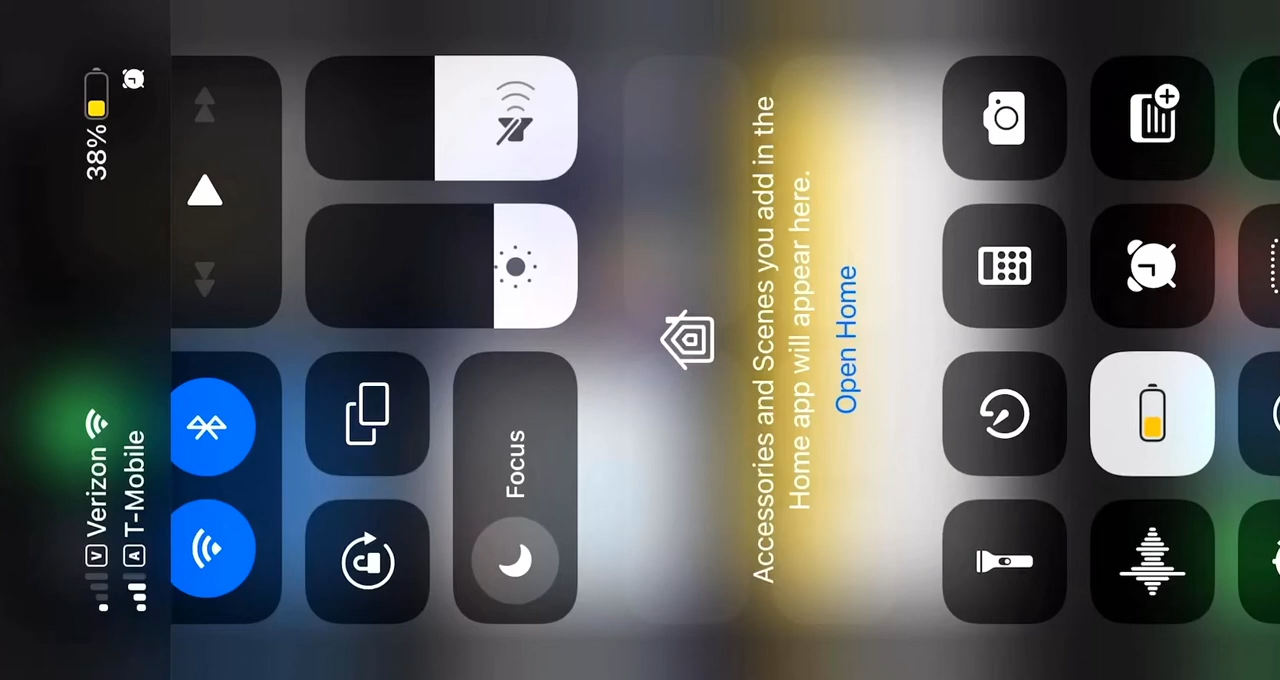 V Verizon 38%
A T-Mobile
Focus
Accessories and Scenes you add in the
Home app will appear here.
Open Home